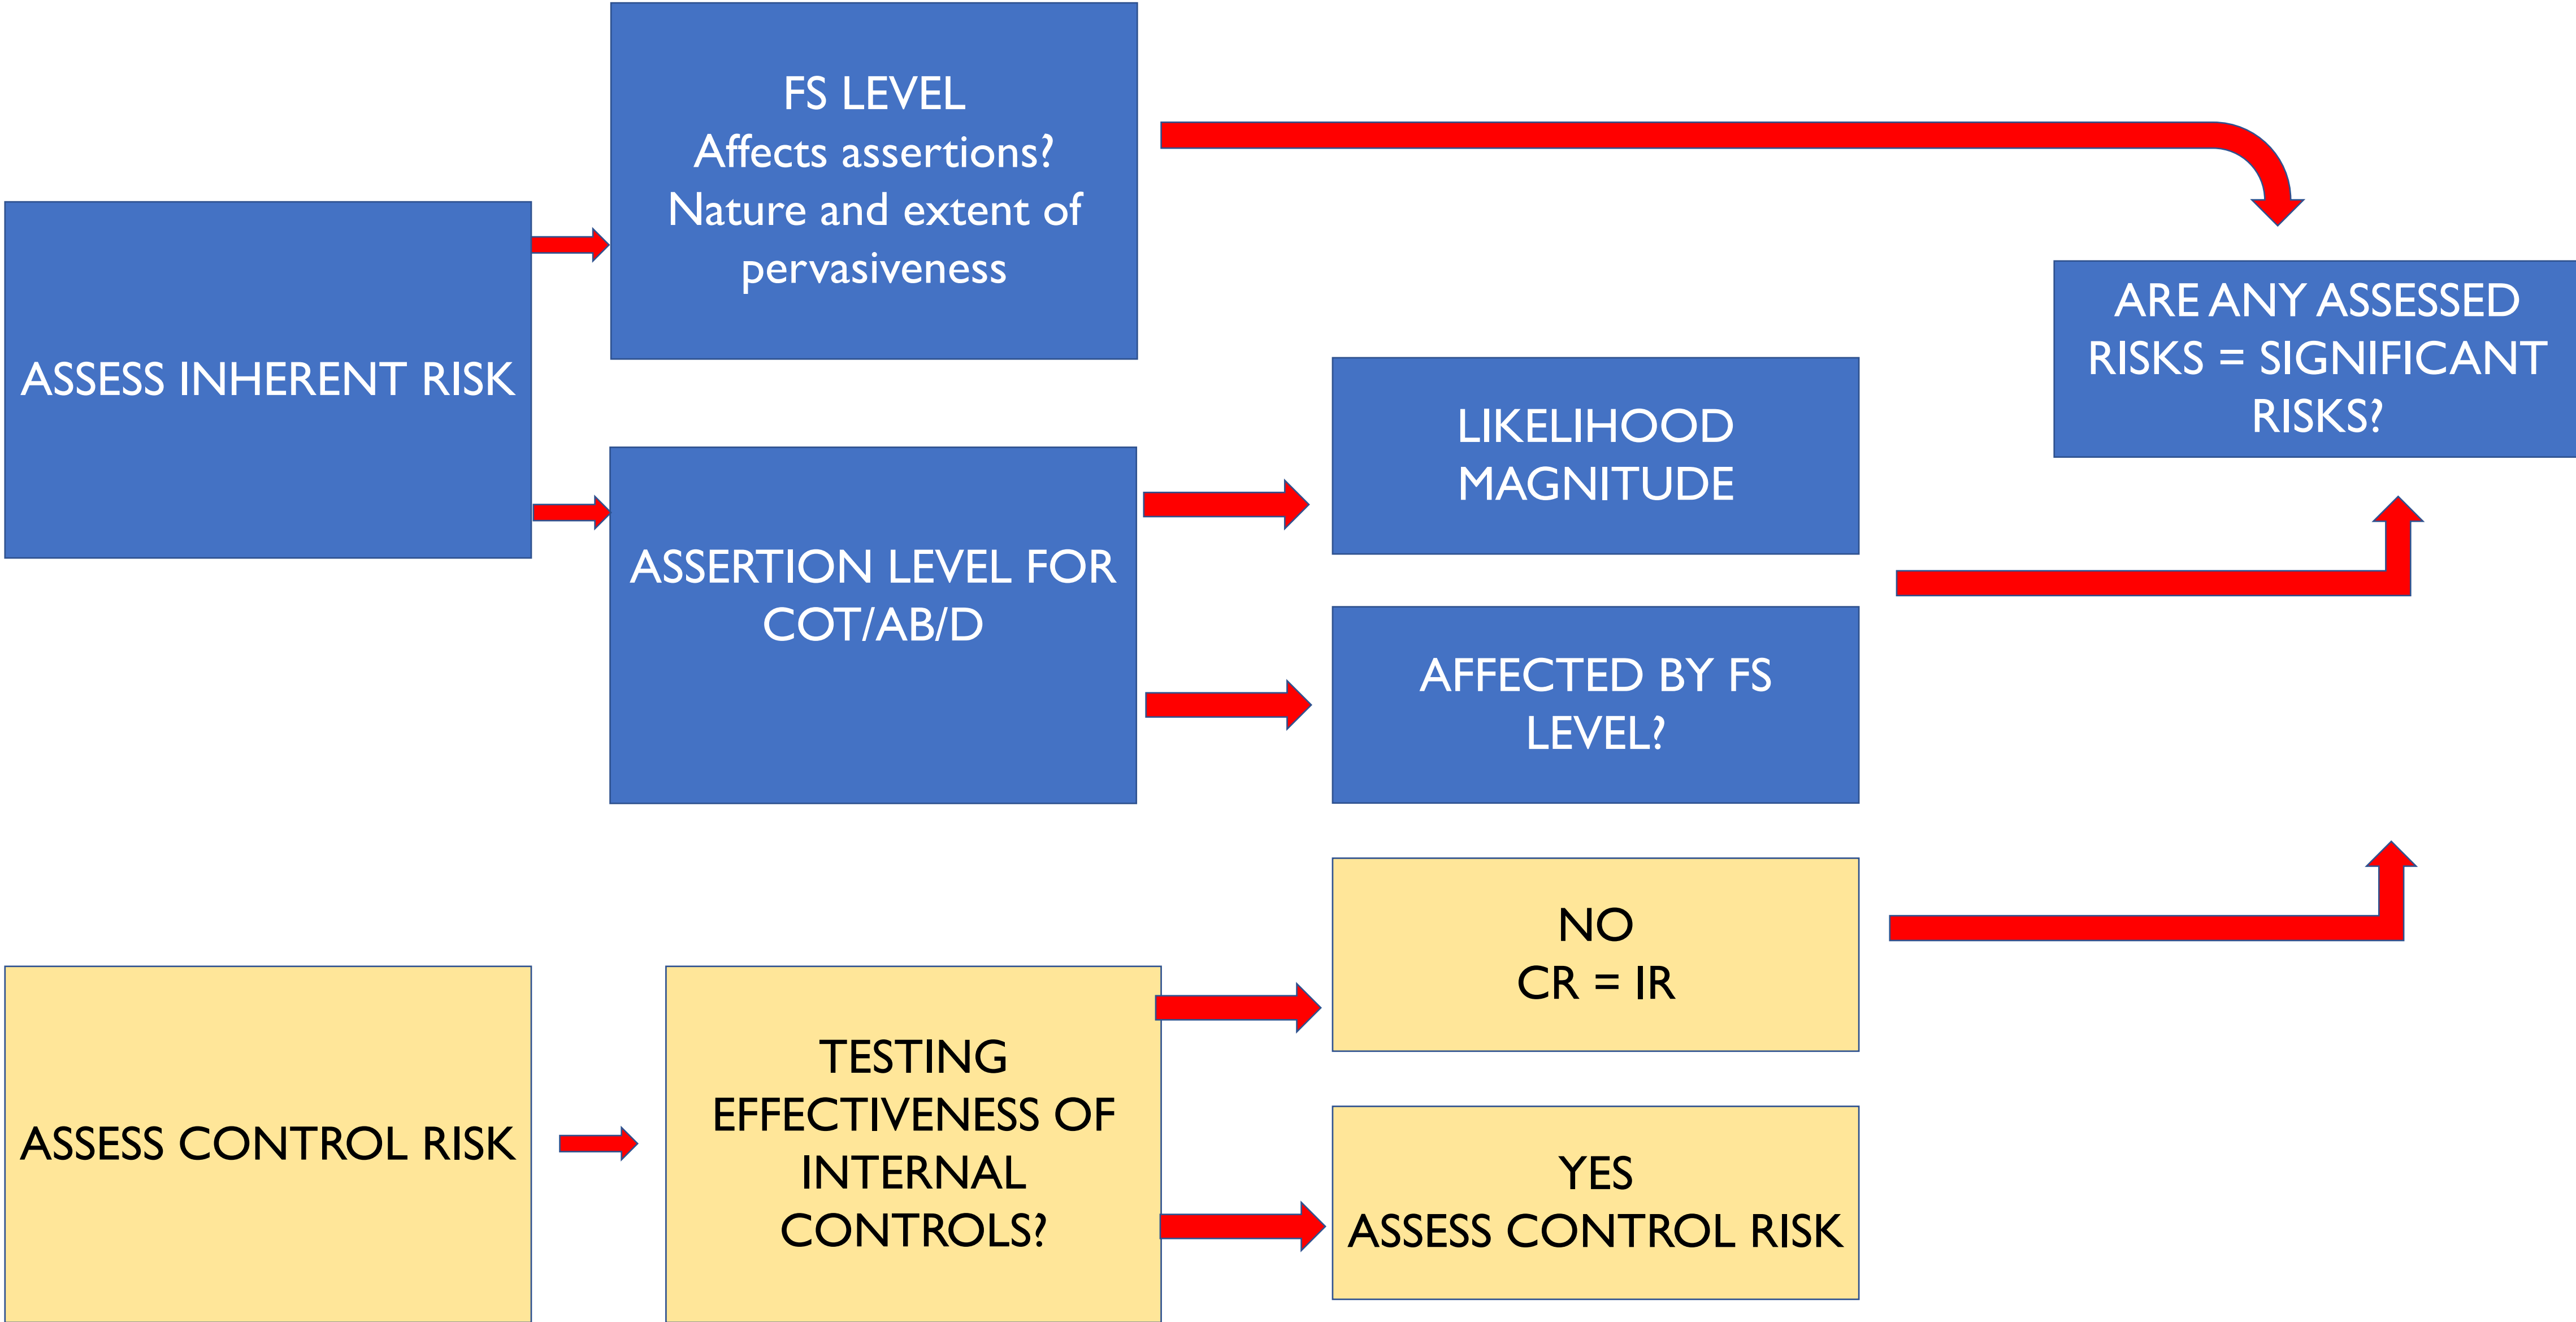 FS LEVEL
Affects assertions?
Nature and extent of
pervasiveness
ASSESS INHERENT RISK
ASSERTION LEVEL FOR
COT/AB/D
LIKELIHOOD
MAGNITUDE
AFFECTED BY FS
LEVEL?
ARE ANY ASSESSED
RISKS = SIGNIFICANT
RISKS?
ASSESS CONTROL RISK
TESTING
EFFECTIVENESS OF
INTERNAL
CONTROLS?
NO
CR = IR
YES
ASSESS CONTROL RISK